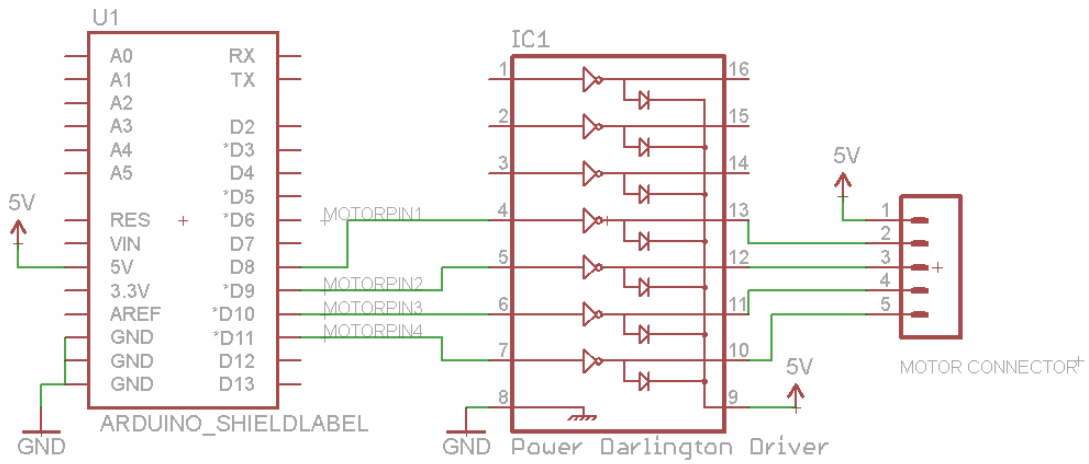 U1
A0 RX
A1 TX
A2
A3 D2
A4 *D3
A5 D4
*D5
RES *D6
VIN D7
5V D8
3.3V *D9
AREF *D10
GND *D11
GND D12
GND D13
5V
GND
ARDUINO_SHIELDLABEL
MOTORPIN1
MOTORPIN2
MOTORPIN3
MOTORPIN4
IC1
1 16
2 15
3 14
4 13
5 12
6 11
7 10
8 9
GND
5V
Power Darlington Driver
5V
1
2
3
4
5
MOTOR CONNECTOR